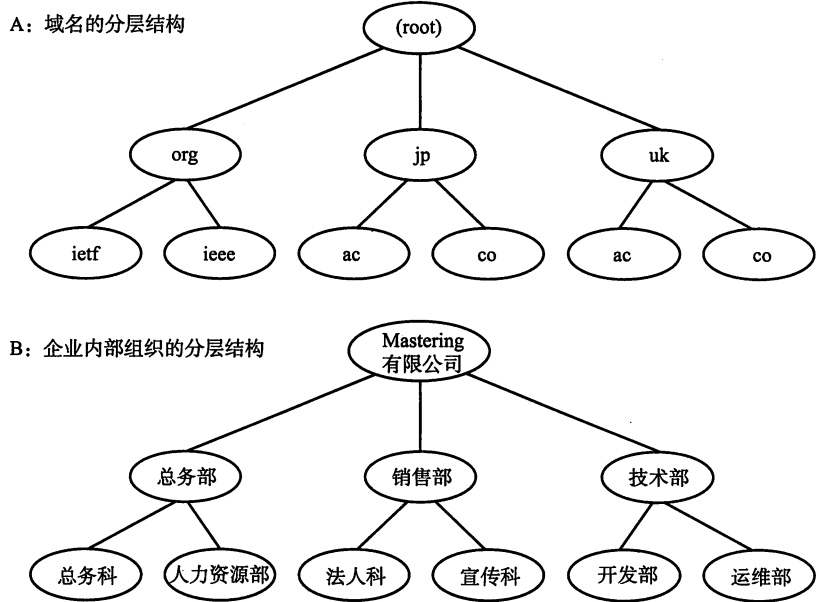 A：域名的分层结构
(root)
org
jp
uk
ietf
ieee
ac
co
ac
co
B：企业内部组织的分层结构
Mastering
有限公司
总务部
销售部
技术部
总务科
人力资源部
法人科
宣传科
开发部
运维部